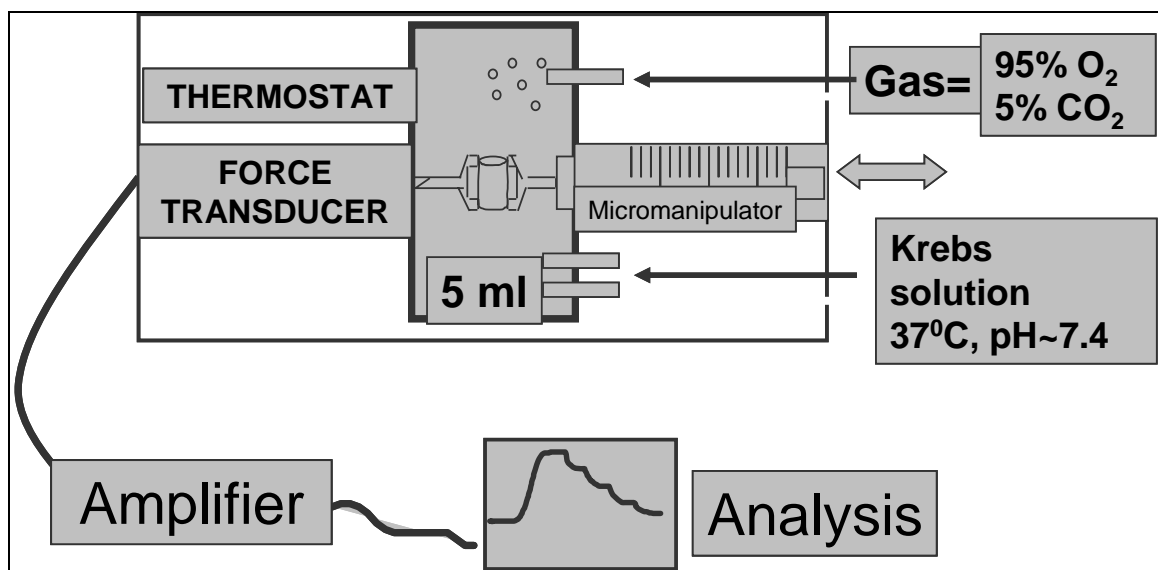 THERMOSTAT
FORCE
TRANSDUCER
5 ml
Micromanipulator
Gas=
95% O₂
5% CO₂
Krebs
solution
37⁰C, pH~7.4
Amplifier
Analysis